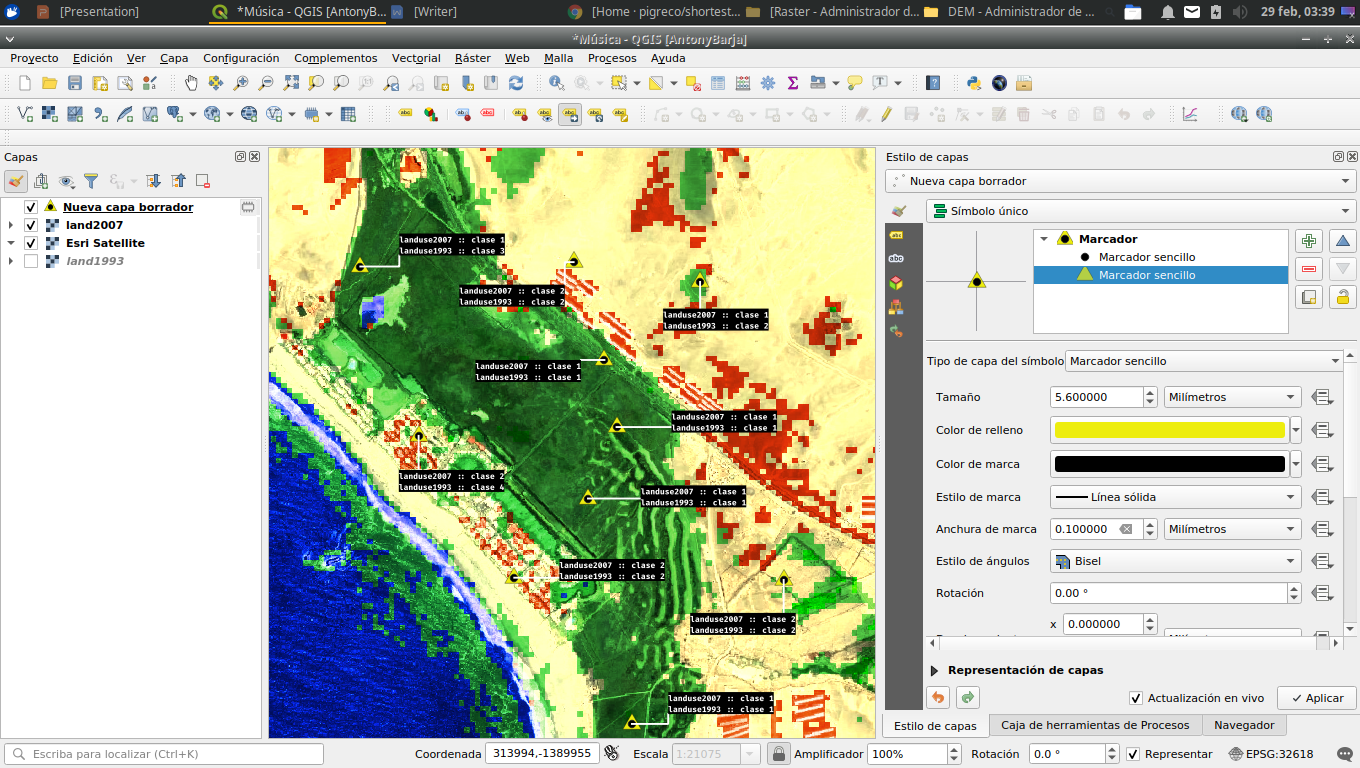 [Presentation]
*Música - QGIS [AntonyB...
[Writer]
[Home · pigreco/shortest...
[Raster - Administrador d...
DEM - Administrador de ...
29 feb, 03:39
*Música - QGIS [AntonyBarja]
Proyecto Edición Ver Capa Configuración Complementos Vectorial Ráster Web Malla Procesos Ayuda
Capas
Nueva capa borrador
land2007
Esri Satellite
land1993
landuse2007 :: clase 1
landuse1993 :: clase 3
landuse2007 :: clase 2
landuse1993 :: clase 2
landuse2007 :: clase 1
landuse1993 :: clase 2
landuse2007 :: clase 1
landuse1993 :: clase 1
landuse2007 :: clase 1
landuse1993 :: clase 1
landuse2007 :: clase 2
landuse1993 :: clase 4
landuse2007 :: clase 1
landuse1993 :: clase 1
landuse2007 :: clase 2
landuse1993 :: clase 2
landuse2007 :: clase 2
landuse1993 :: clase 2
landuse2007 :: clase 1
landuse1993 :: clase 1
Estilo de capas
Nueva capa borrador
Símbolo único
Marcador
Marcador sencillo
Marcador sencillo
Tipo de capa del símbolo Marcador sencillo
Tamaño 5.600000 Milímetros
Color de relleno
Color de marca
Estilo de marca Línea sólida
Anchura de marca 0.100000 Milímetros
Estilo de ángulos Bisel
Rotación 0.00 °
x 0.000000
Representación de capas
Actualización en vivo Aplicar
Estilo de capas Caja de herramientas de Procesos Navegador
Escriba para localizar (Ctrl+K) Coordenada 313994,-1389955 Escala 1:21075 Amplificador 100% Rotación 0.0 ° Representar EPSG:32618